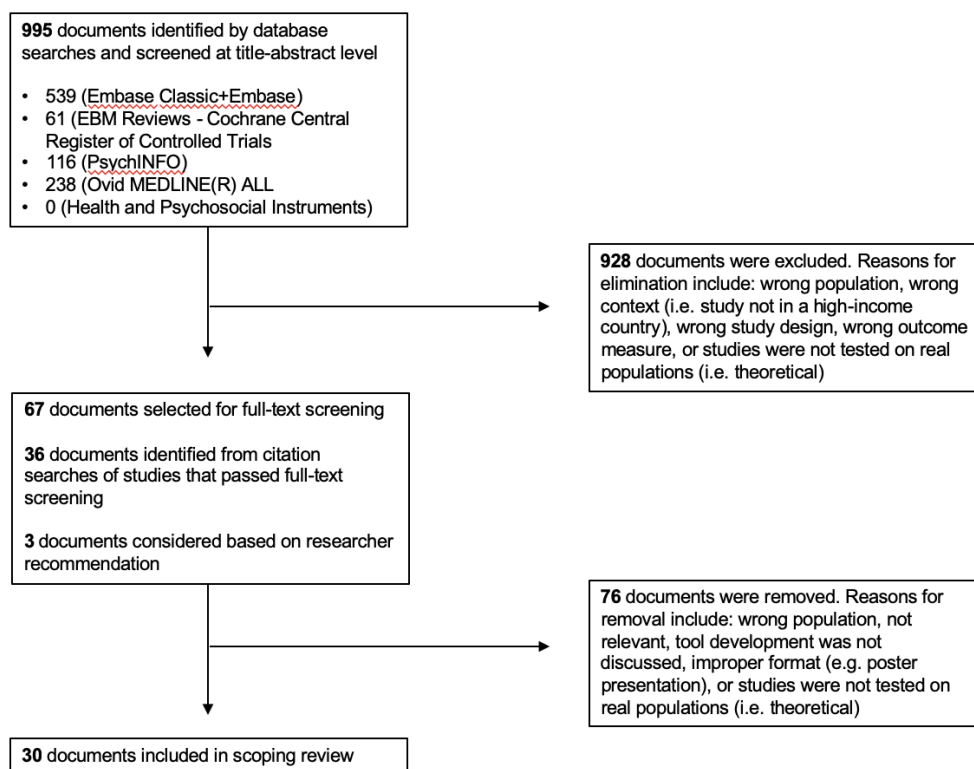 995 documents identified by database
searches and screened at title-abstract level
• 539 (Embase Classic+Embase)
• 61 (EBM Reviews - Cochrane Central
Register of Controlled Trials
• 116 (PsychINFO)
• 238 (Ovid MEDLINE(R) ALL
• 0 (Health and Psychosocial Instruments)
928 documents were excluded. Reasons for
elimination include: wrong population, wrong
context (i.e. study not in a high-income
country), wrong study design, wrong outcome
measure, or studies were not tested on real
populations (i.e. theoretical)
67 documents selected for full-text screening
36 documents identified from citation
searches of studies that passed full-text
screening
3 documents considered based on researcher
recommendation
76 documents were removed. Reasons for
removal include: wrong population, not
relevant, tool development was not
discussed, improper format (e.g. poster
presentation), or studies were not tested on
real populations (i.e. theoretical)
30 documents included in scoping review